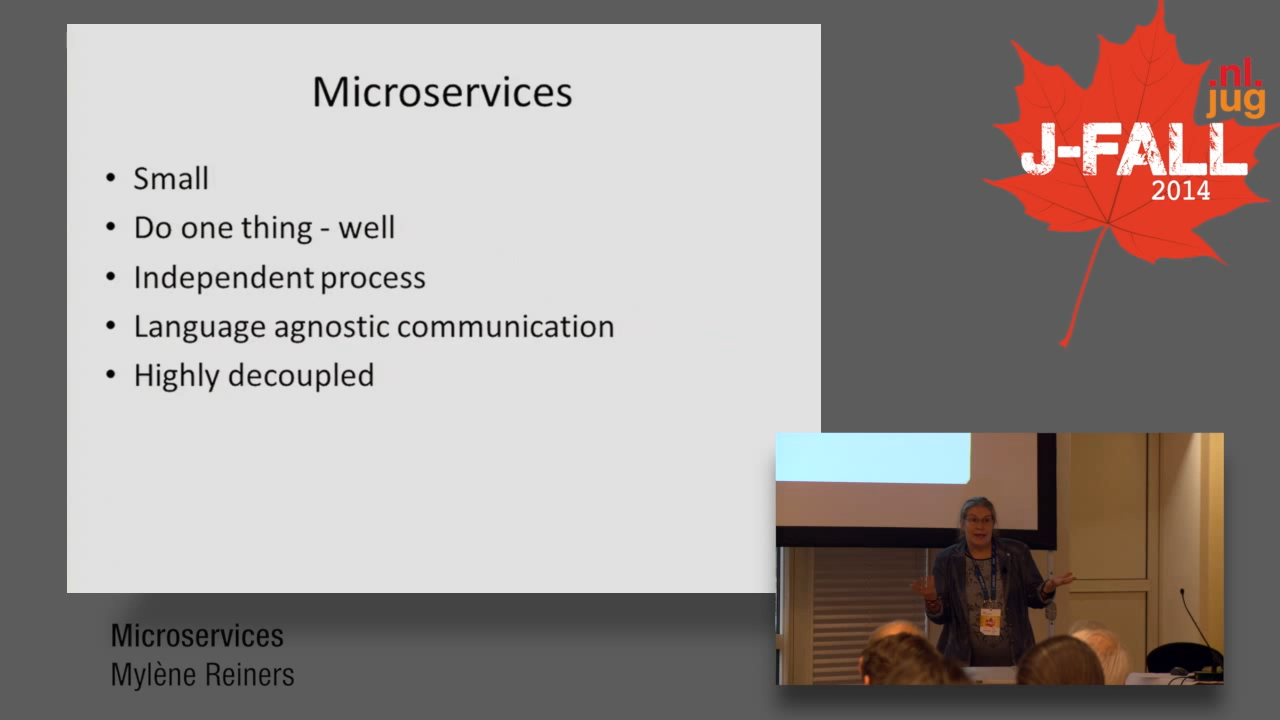 Microservices
• Small
• Do one thing - well
• Independent process
• Language agnostic communication
• Highly decoupled
.nl.
jug
J-FALL
2014
Microservices
Mylène Reiners